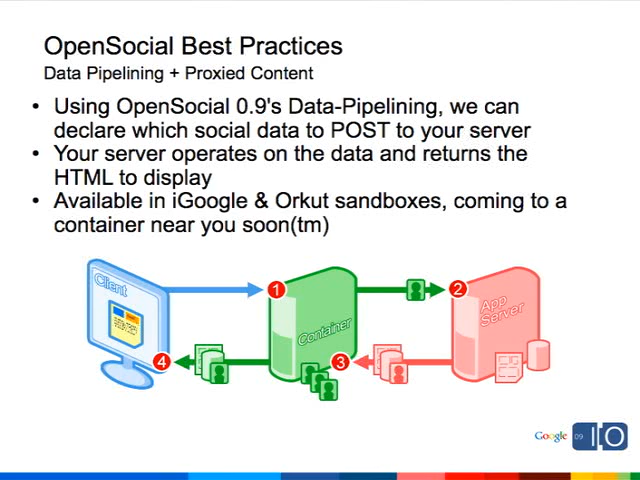 OpenSocial Best Practices
Data Pipelining + Proxied Content
• Using OpenSocial 0.9's Data-Pipelining, we can
declare which social data to POST to your server
• Your server operates on the data and returns the
HTML to display
• Available in iGoogle & Orkut sandboxes, coming to a
container near you soon(tm)
Client
1
2
App
Server
Container
4
3
Google 09 I/O